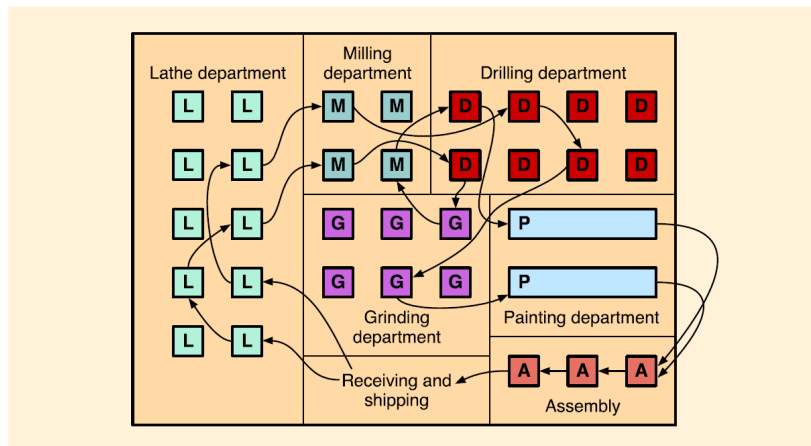 Milling
Lathe department
department
Drilling department
L L M M D D D D
L L M M D D D D
L L G G G P
L L G G G P
Grinding
department
Painting department
L L
Receiving and
shipping
A A A
Assembly